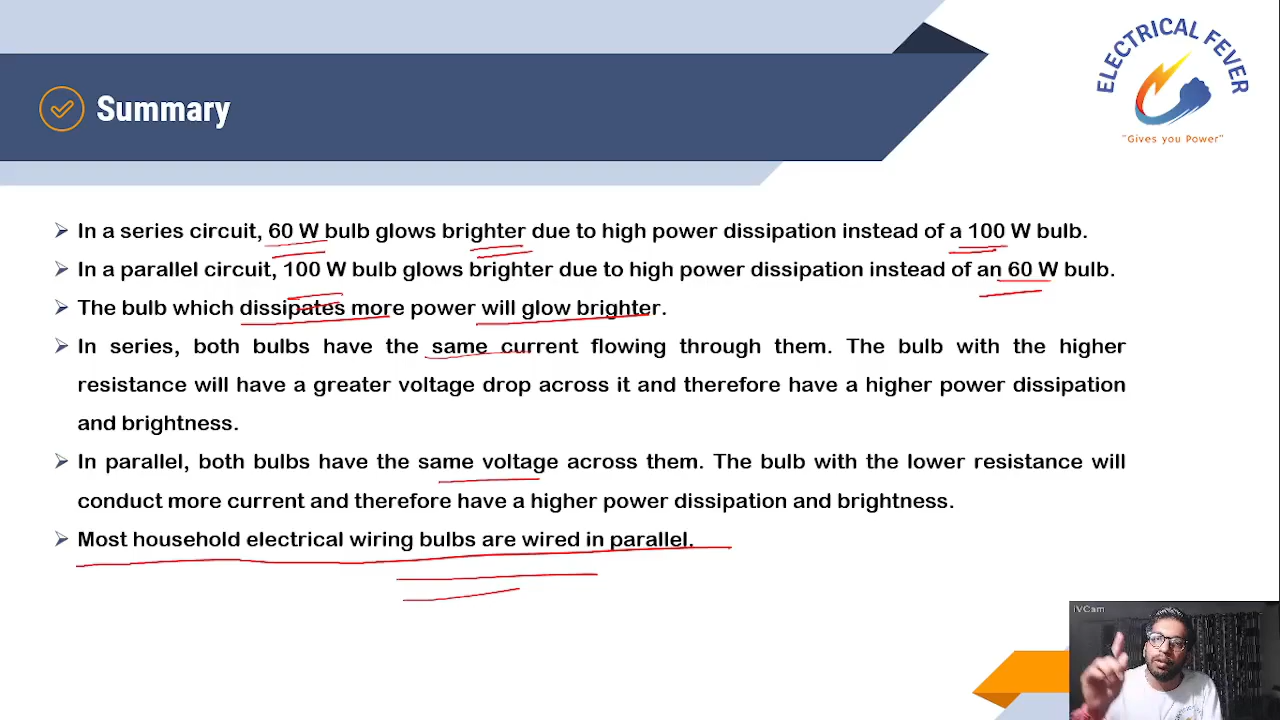 ELECTRICAL FEVER
"Gives you Power"
Summary
In a series circuit, 60 W bulb glows brighter due to high power dissipation instead of a 100 W bulb.
In a parallel circuit, 100 W bulb glows brighter due to high power dissipation instead of an 60 W bulb.
The bulb which dissipates more power will glow brighter.
In series, both bulbs have the same current flowing through them. The bulb with the higher
resistance will have a greater voltage drop across it and therefore have a higher power dissipation
and brightness.
In parallel, both bulbs have the same voltage across them. The bulb with the lower resistance will
conduct more current and therefore have a higher power dissipation and brightness.
Most household electrical wiring bulbs are wired in parallel.
iVCam